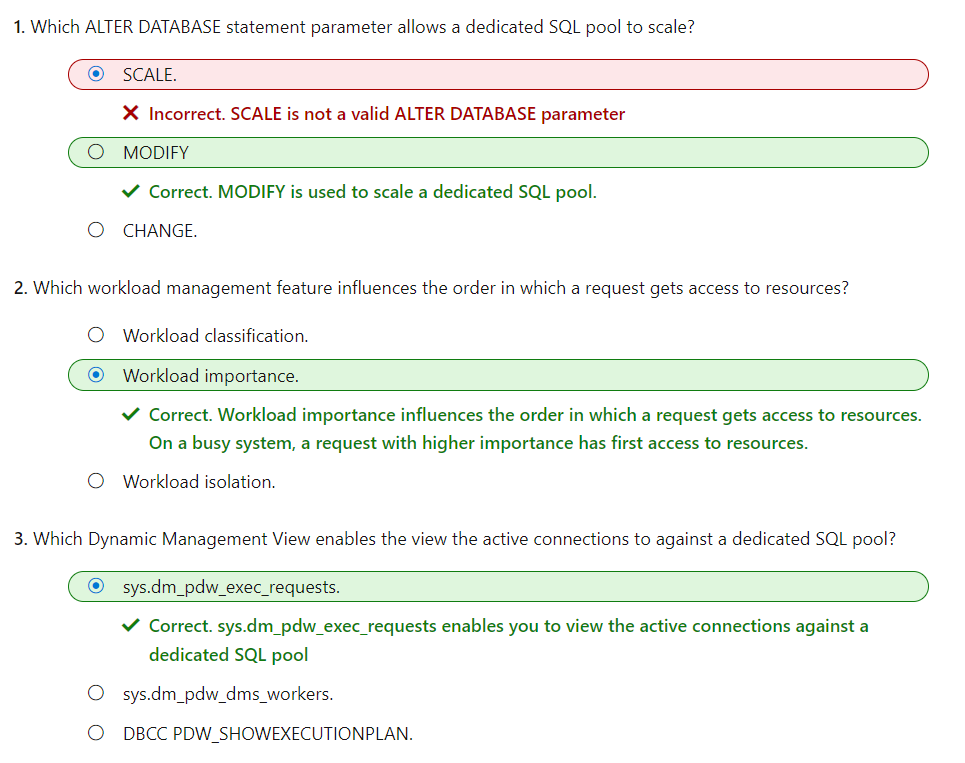 1. Which ALTER DATABASE statement parameter allows a dedicated SQL pool to scale?
SCALE.
Incorrect. SCALE is not a valid ALTER DATABASE parameter
MODIFY
Correct. MODIFY is used to scale a dedicated SQL pool.
CHANGE.
2. Which workload management feature influences the order in which a request gets access to resources?
Workload classification.
Workload importance.
Correct. Workload importance influences the order in which a request gets access to resources.
On a busy system, a request with higher importance has first access to resources.
Workload isolation.
3. Which Dynamic Management View enables the view the active connections to against a dedicated SQL pool?
sys.dm_pdw_exec_requests.
Correct. sys.dm_pdw_exec_requests enables you to view the active connections against a
dedicated SQL pool
sys.dm_pdw_dms_workers.
DBCC PDW_SHOWEXECUTIONPLAN.